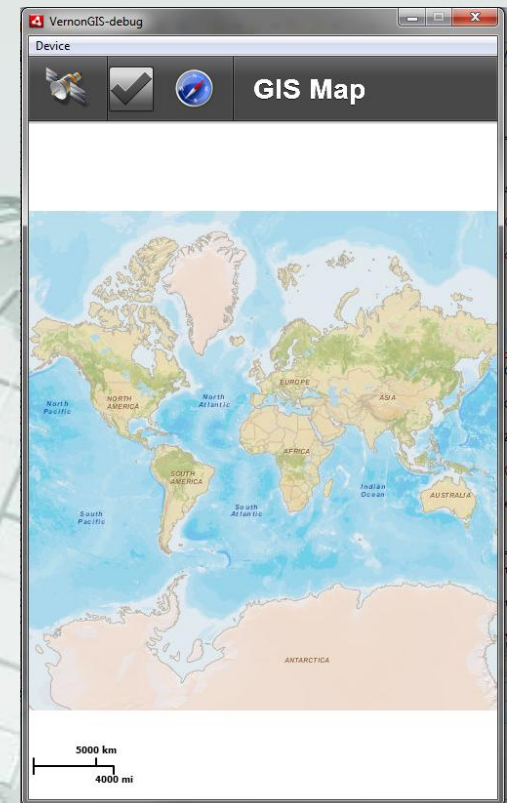 VernonGIS-debug
Device
GIS Map
North
Pacific
NORTH
AMERICA
North
Atlantic
EUROPE
ASIA
AFRICA
SOUTH
AMERICA
South
Pacific
South
Atlantic
Indian
Ocean
AUSTRALIA
ANTARCTICA
5000 km
4000 mi